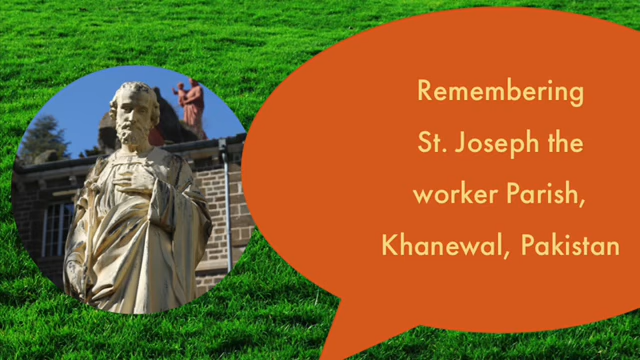 Remembering
St. Joseph the
worker Parish,
Khanewal, Pakistan